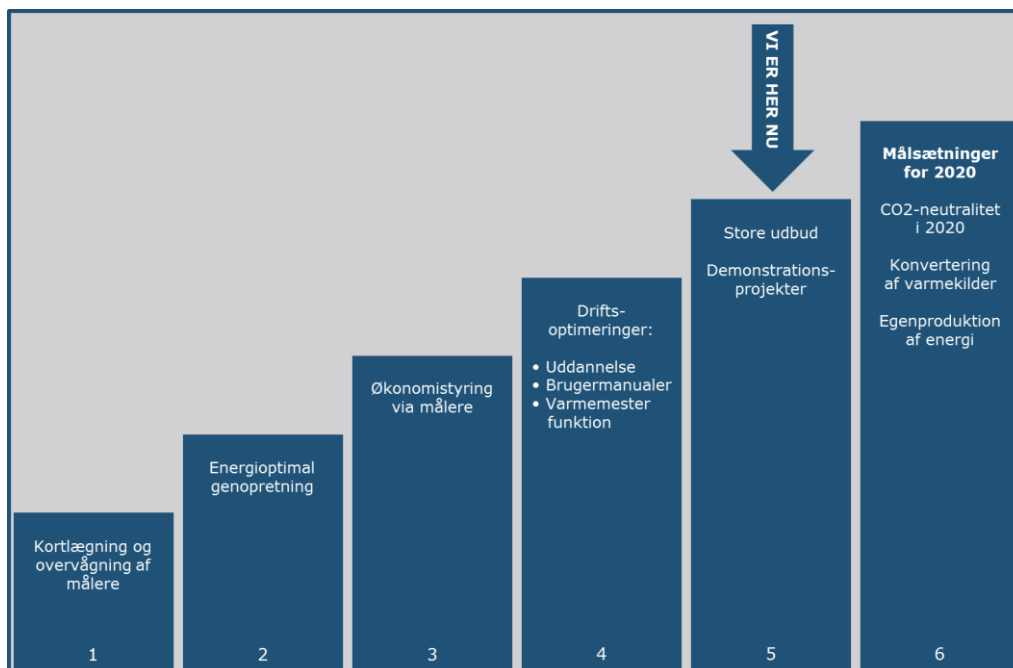 VI ER HER NU
Kortlægning og
overvågning af
målere
1
Energioptimal
genopretning
2
Økonomistyring
via målere
3
Drifts-
optimeringer:
• Uddannelse
• Brugermanualer
• Varmemester
funktion
4
Store udbud
Demonstrations-
projekter
5
Målsætninger
for 2020
CO2-neutralitet
i 2020
Konvertering
af varmekilder
Egenproduktion
af energi
6